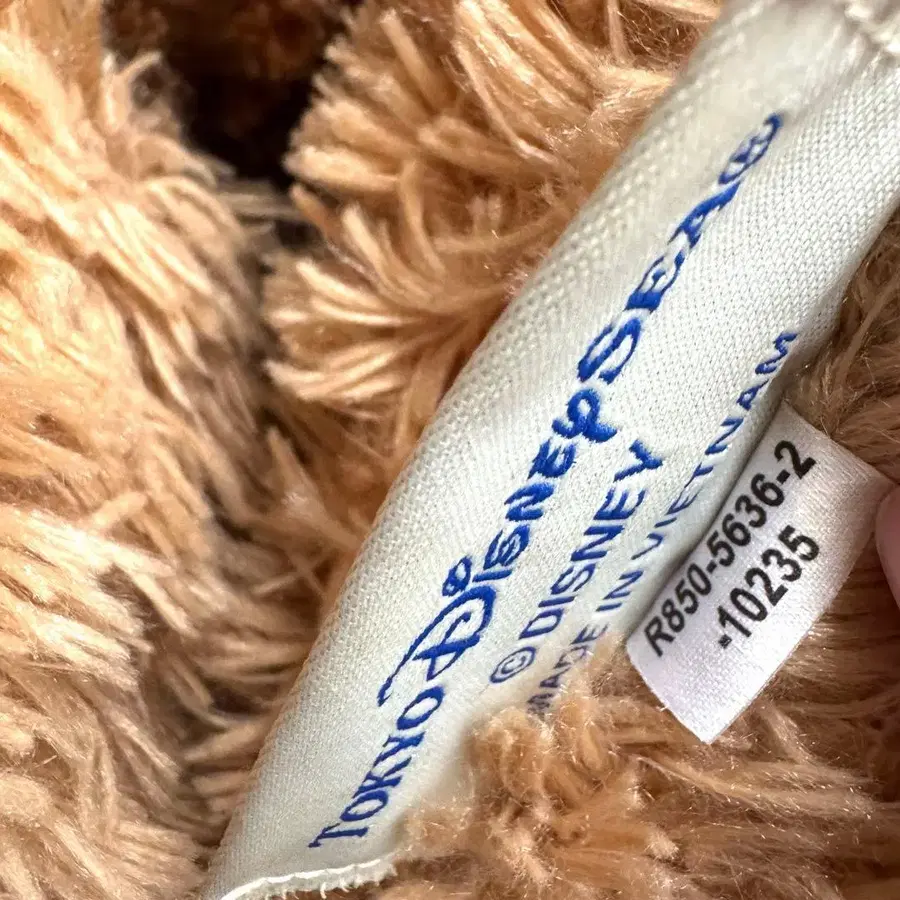 TOKYO DISNEYSEA®
© DISNEY
MADE IN VIETNAM
R850-5636-2
-10235